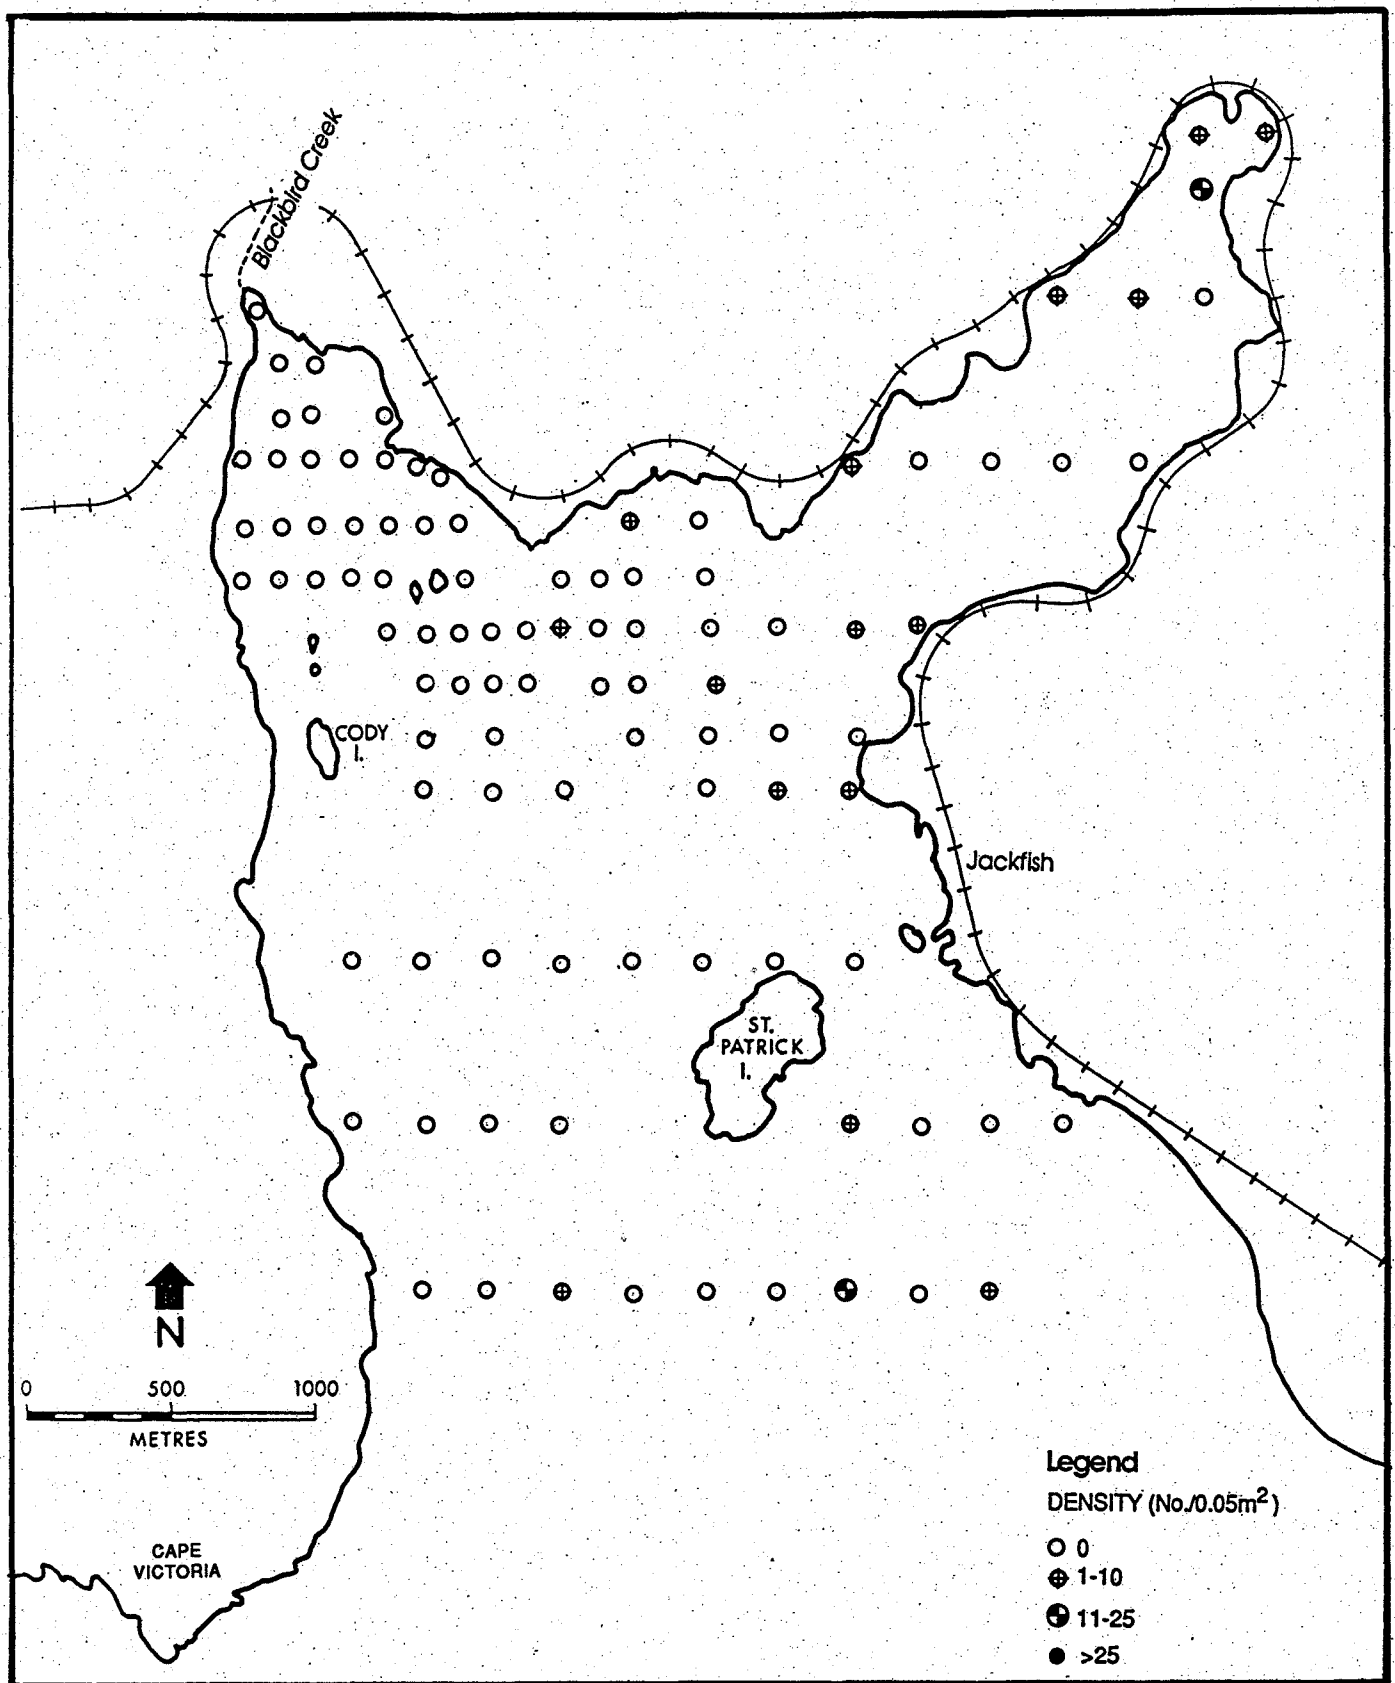 Blackbird Creek
CODY
I.
Jackfish
ST.
PATRICK
I.
N
0 500 1000
METRES
CAPE
VICTORIA
Legend
DENSITY (No./0.05m²)
0
1-10
11-25
>25